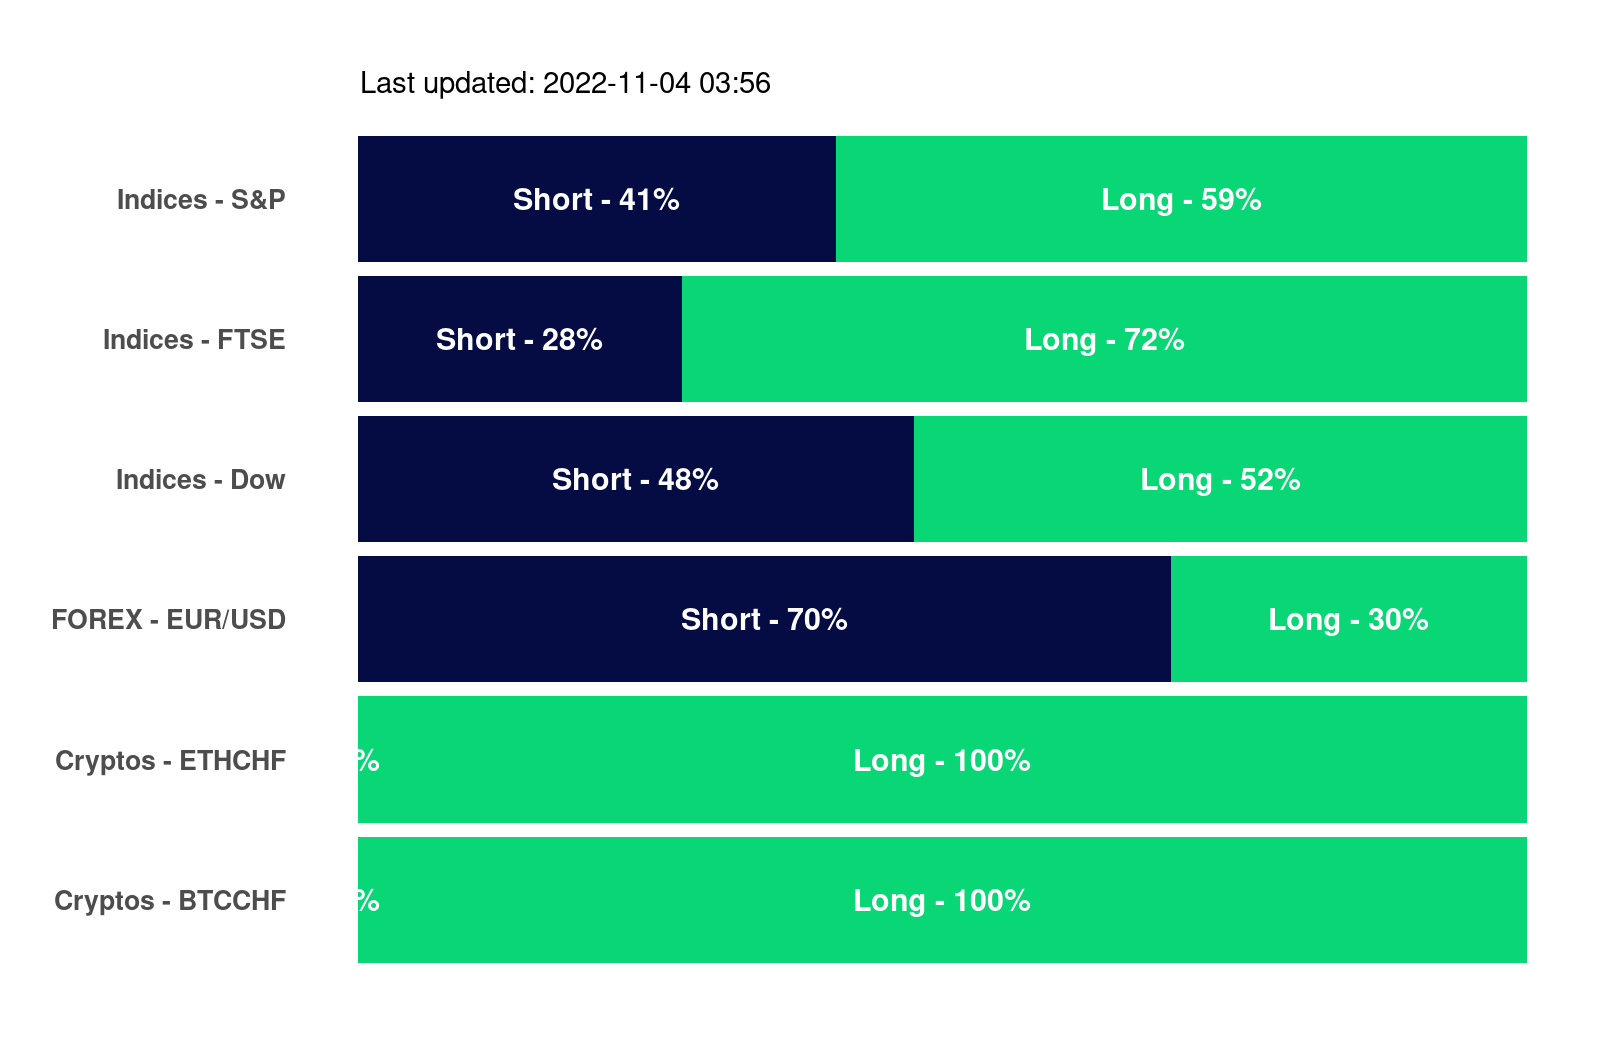 Last updated: 2022-11-04 03:56
Indices - S&P Short - 41% Long - 59%
Indices - FTSE Short - 28% Long - 72%
Indices - Dow Short - 48% Long - 52%
FOREX - EUR/USD Short - 70% Long - 30%
Cryptos - ETHCHF % Long - 100%
Cryptos - BTCCHF % Long - 100%